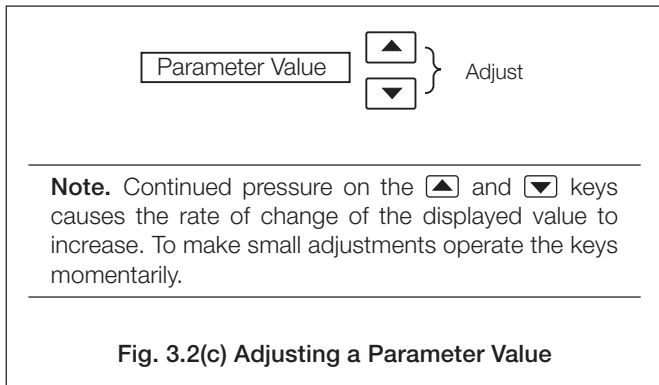 Parameter Value
Adjust
Note. Continued pressure on the ▲ and ▼ keys
causes the rate of change of the displayed value to
increase. To make small adjustments operate the keys
momentarily.
Fig. 3.2(c) Adjusting a Parameter Value